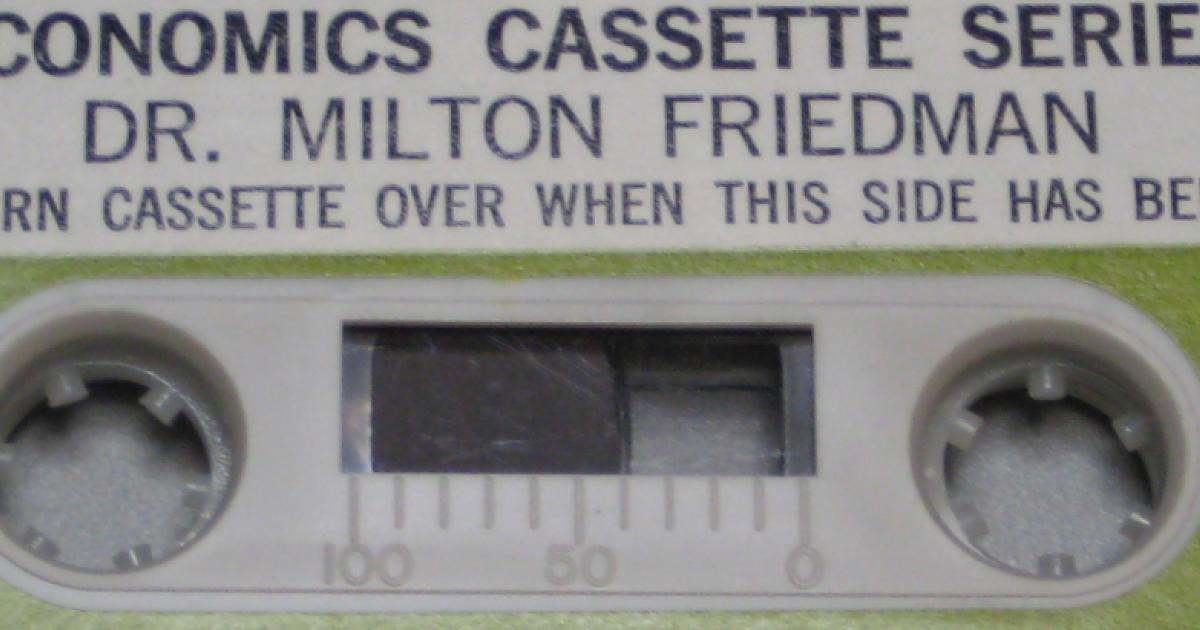 CONOMICS CASSETTE SERIE
DR. MILTON FRIEDMAN
RN CASSETTE OVER WHEN THIS SIDE HAS BE
100 50 0